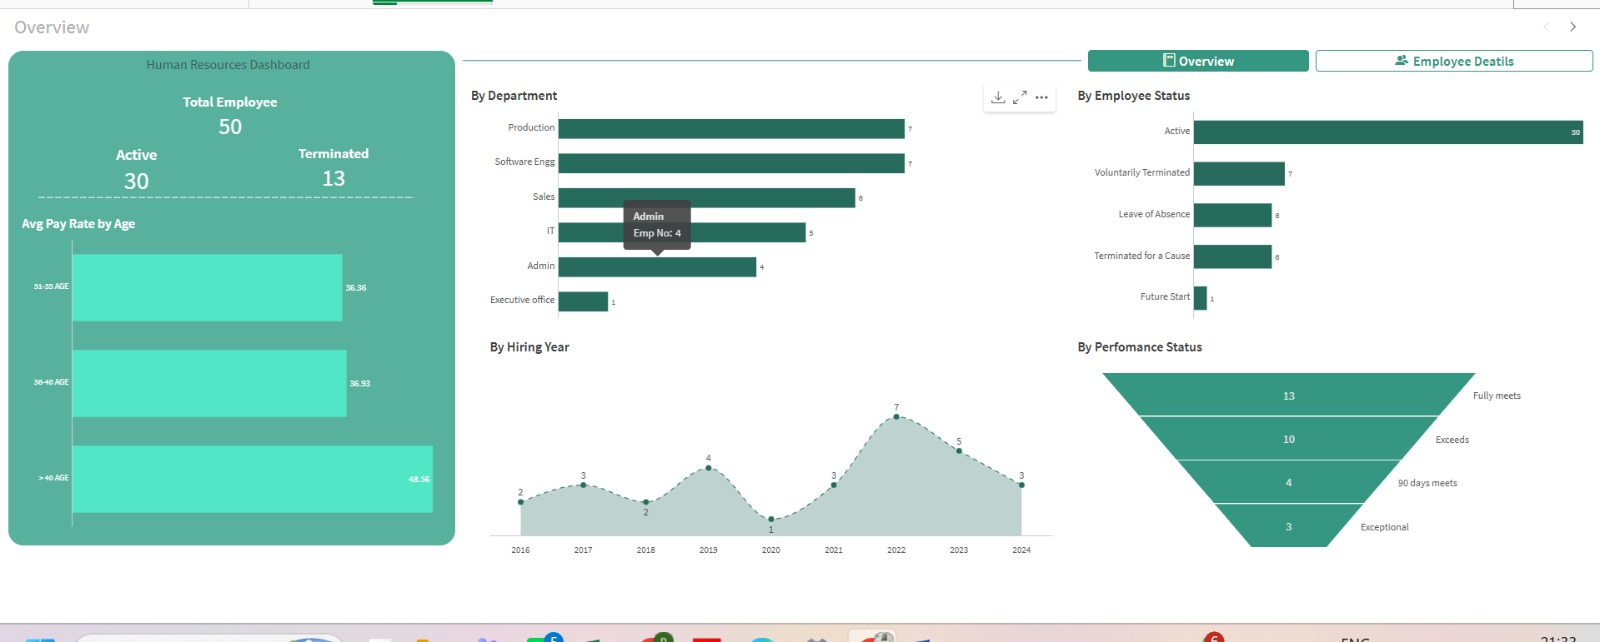 Overview
Human Resources Dashboard
Total Employee
50
Active
30
Terminated
13
Avg Pay Rate by Age
31-35 AGE
36.36
36-40 AGE
36.93
> 40 AGE
48.56
Overview
Employee Deatils
By Department
Production
7
Software Engg
7
Sales
6
IT
5
Admin
4
Executive office
1
Admin
Emp No: 4
By Employee Status
Active
30
Voluntarily Terminated
7
Leave of Absence
6
Terminated for a Cause
6
Future Start
1
By Hiring Year
2
3
2
4
1
3
7
5
3
2016 2017 2018 2019 2020 2021 2022 2023 2024
By Perfomance Status
13
Fully meets
10
Exceeds
4
90 days meets
3
Exceptional
5
6
ENG
21:33